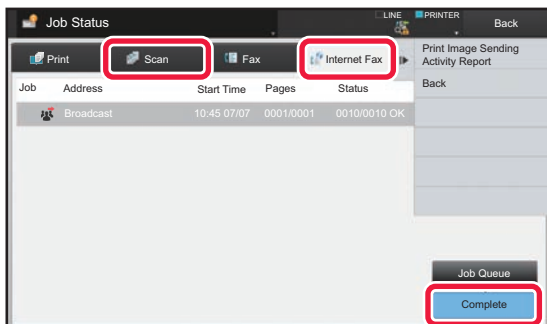 Job Status
LINE
PRINTER
Back
Print
Scan
Fax
Internet Fax
Print Image Sending
Activity Report
Back
Job Address Start Time Pages Status
Broadcast 10:45 07/07 0001/0001 0010/0010 OK
Job Queue
Complete